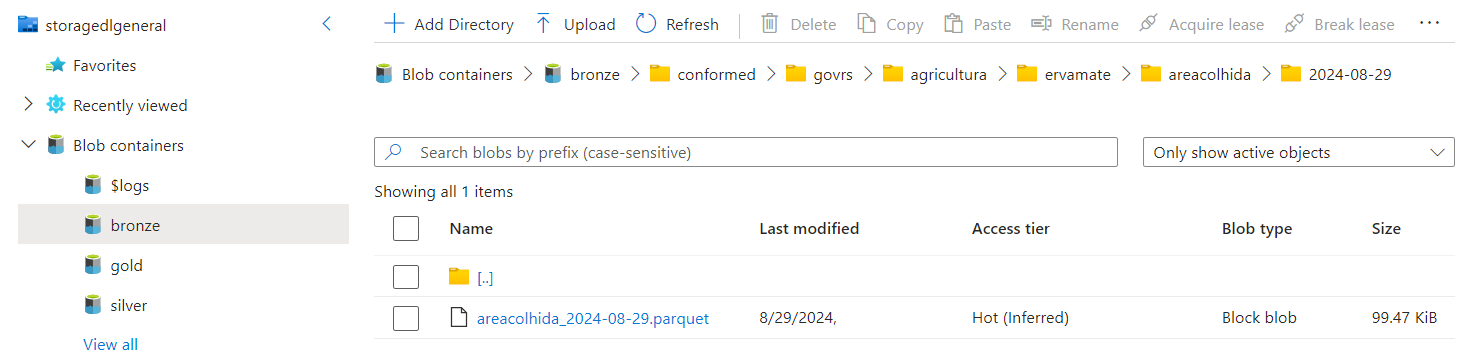 storagedlgeneral
Favorites
Recently viewed
Blob containers
$logs
bronze
gold
silver
View all
Add Directory Upload Refresh Delete Copy Paste Rename Acquire lease Break lease ...
Blob containers > bronze > conformed > govrs > agricultura > ervamate > areacolhida > 2024-08-29
Search blobs by prefix (case-sensitive) Only show active objects
Showing all 1 items
Name Last modified Access tier Blob type Size
[..]
areacolhida_2024-08-29.parquet 8/29/2024, Hot (Inferred) Block blob 99.47 KiB